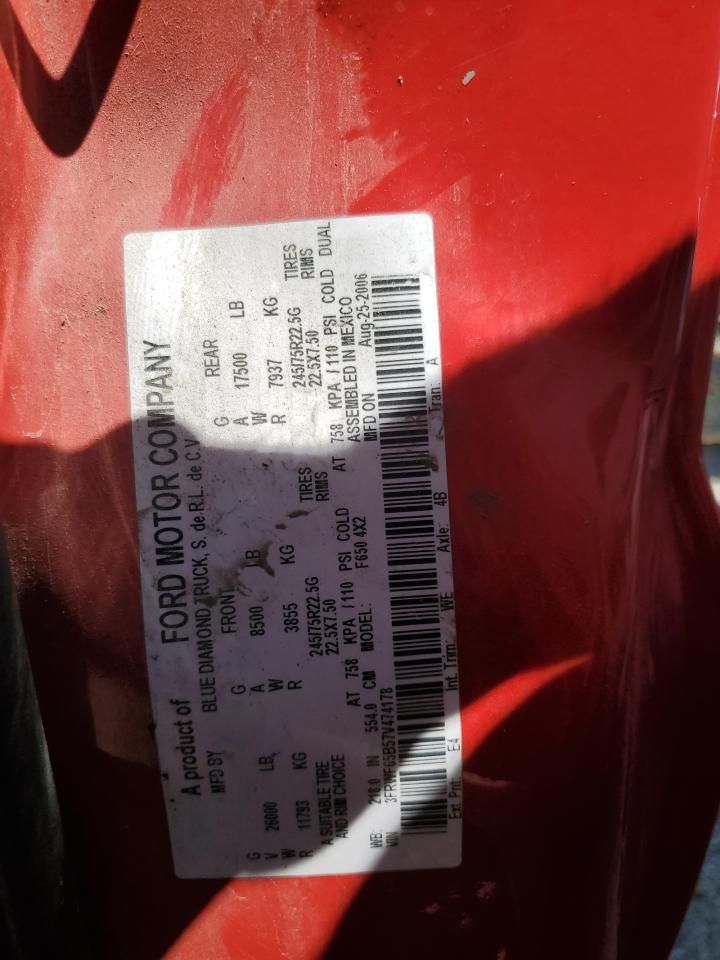 A product of FORD MOTOR COMPANY
MFD BY BLUE DIAMOND TRUCK, S. de R.L. de C.V.
FRONT REAR
GVWR 26000 LB GAWR 8500 LB GAWR 17500 LB
11793 KG 3855 KG 7937 KG
A SUITABLE TIRE 245/75R22.5G TIRES 245/75R22.5G TIRES
AND RIM CHOICE 22.5X7.50 RIMS 22.5X7.50 RIMS
AT 758 KPA / 110 PSI COLD AT 758 KPA / 110 PSI COLD DUAL
WB: 218.0 IN 554.0 CM MODEL: F650 4X2 ASSEMBLED IN MEXICO
VIN 3FRWF65B57V474178 MFD ON Aug-25-2006
Ext Pnt: E4 Int Trim: WE Axle: 4B Tran: A